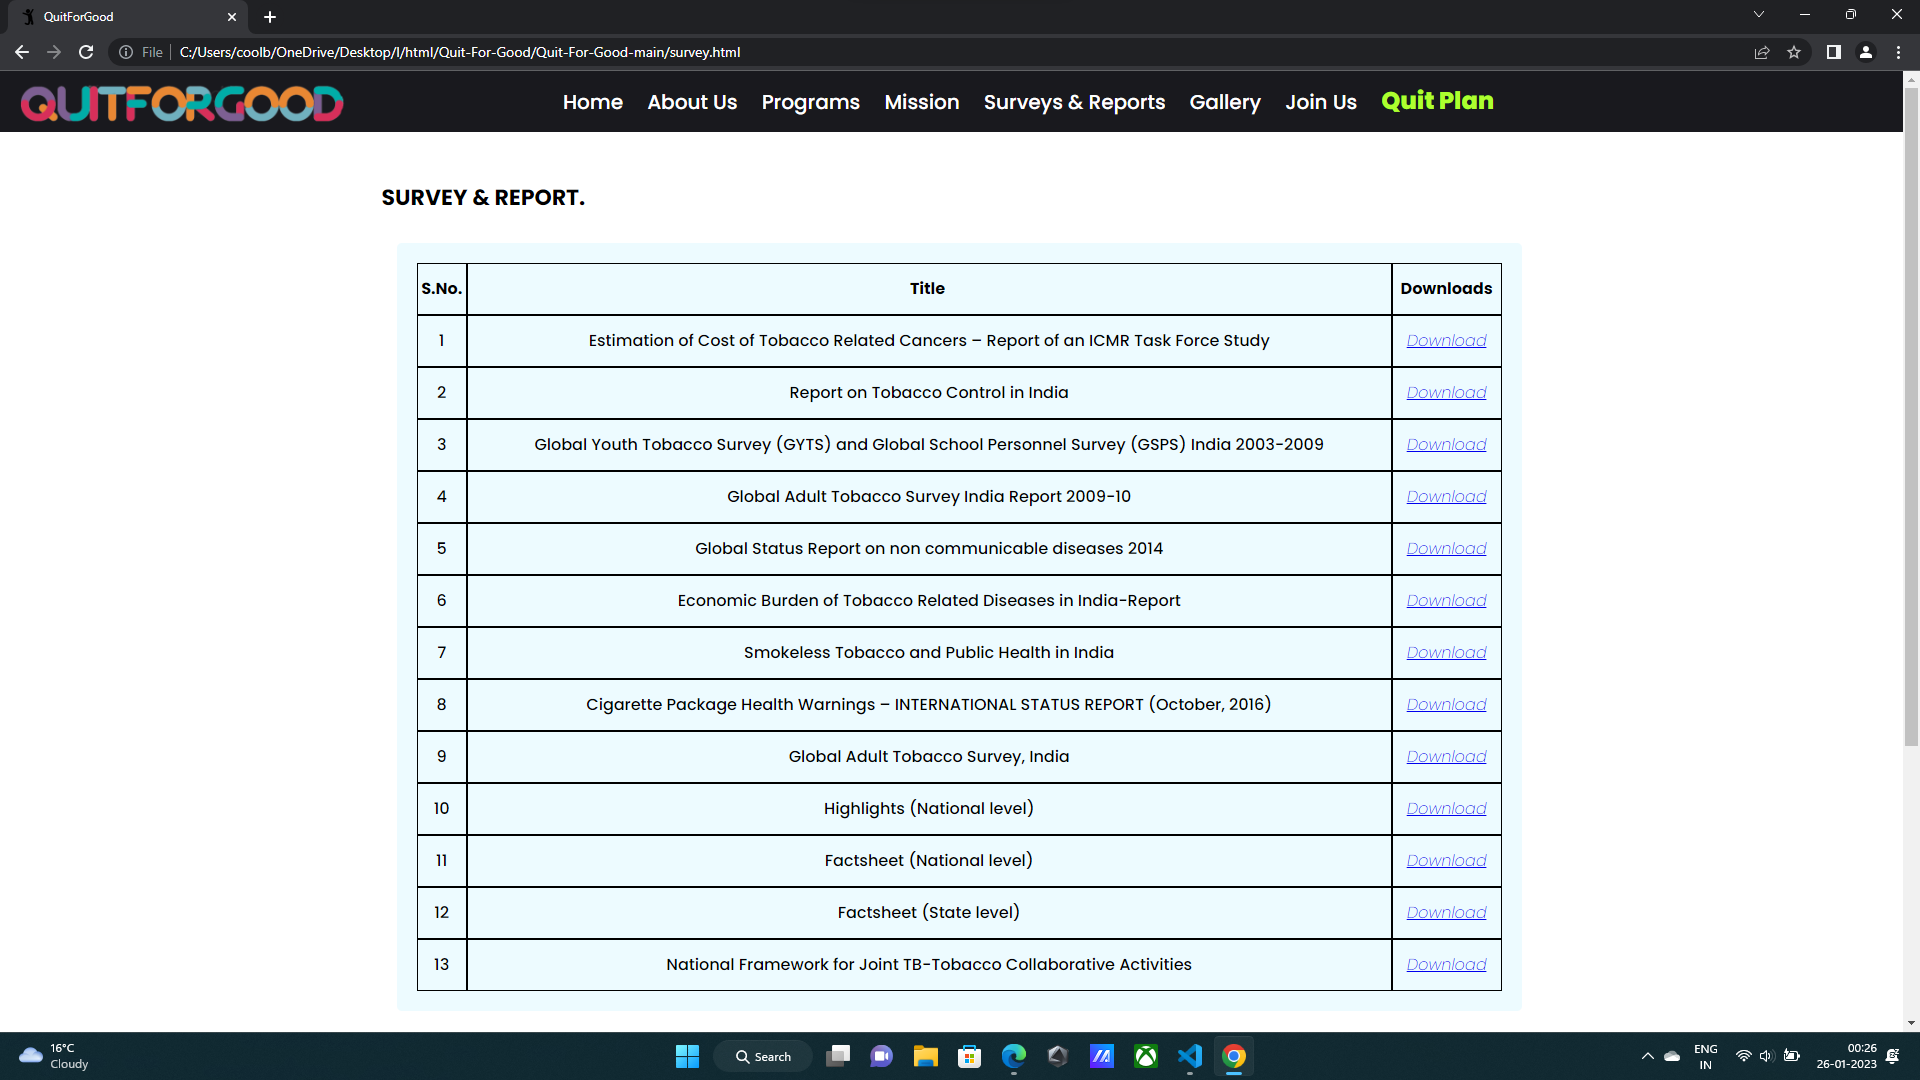 QuitForGood
File
C:/Users/coolb/OneDrive/Desktop/I/html/Quit-For-Good/Quit-For-Good-main/survey.html
QUITFORGOOD
Home About Us Programs Mission Surveys & Reports Gallery Join Us Quit Plan
SURVEY & REPORT.
S.No. Title Downloads
1 Estimation of Cost of Tobacco Related Cancers – Report of an ICMR Task Force Study Download
2 Report on Tobacco Control in India Download
3 Global Youth Tobacco Survey (GYTS) and Global School Personnel Survey (GSPS) India 2003-2009 Download
4 Global Adult Tobacco Survey India Report 2009-10 Download
5 Global Status Report on non communicable diseases 2014 Download
6 Economic Burden of Tobacco Related Diseases in India-Report Download
7 Smokeless Tobacco and Public Health in India Download
8 Cigarette Package Health Warnings – INTERNATIONAL STATUS REPORT (October, 2016) Download
9 Global Adult Tobacco Survey, India Download
10 Highlights (National level) Download
11 Factsheet (National level) Download
12 Factsheet (State level) Download
13 National Framework for Joint TB-Tobacco Collaborative Activities Download
16°C
Cloudy
Search
ENG
IN
00:26
26-01-2023